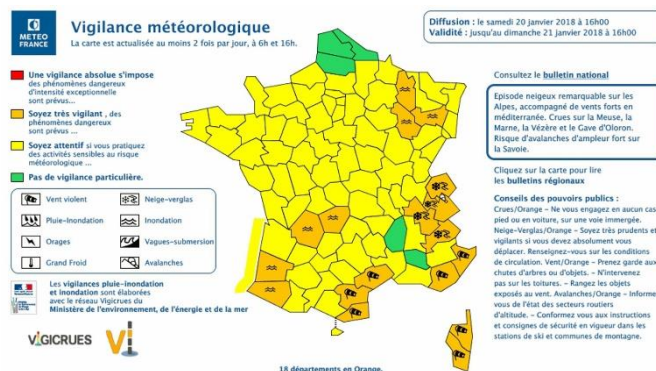 METEO
FRANCE
Vigilance météorologique
La carte est actualisée au moins 2 fois par jour, à 6h et 16h.
Diffusion : le samedi 20 janvier 2018 à 16h00
Validité : jusqu'au dimanche 21 janvier 2018 à 16h00
Une vigilance absolue s'impose
des phénomènes dangereux
d'intensité exceptionnelle
sont prévus...
Soyez très vigilant , des
phénomènes dangereux
sont prévus ...
Soyez attentif si vous pratiquez
des activités sensibles au risque
météorologique ...
Pas de vigilance particulière.
Vent violent
Neige-verglas
Pluie-Inondation
Inondation
Orages
Vagues-submersion
Grand Froid
Avalanches
Les vigilances pluie-inondation
et inondation sont élaborées
avec le réseau Vigicrues du
Ministère de l'environnement, de l'énergie et de la mer
VIGICRUES
Consultez le bulletin national
Episode neigeux remarquable sur les
Alpes, accompagné de vents forts en
méditerranée. Crues sur la Meuse, la
Marne, la Vézère et le Gave d'Oloron.
Risque d'avalanches d'ampleur fort sur
la Savoie.
Cliquez sur la carte pour lire
les bulletins régionaux
Conseils des pouvoirs publics :
Crues/Orange - Ne vous engagez en aucun cas
pied ou en voiture, sur une voie immergée.
Neige-Verglas/Orange - Soyez très prudents et
vigilants si vous devez absolument vous
déplacer. Renseignez-vous sur les conditions
de circulation. Vent/Orange - Prenez garde aux
chutes d'arbres ou d'objets. - N'intervenez
pas sur les toitures. - Rangez les objets
exposés au vent. Avalanches/Orange - Informe
vous de l'état des secteurs routiers
d'altitude. - Conformez vous aux instructions
et consignes de sécurité en vigueur dans les
stations de ski et communes de montagne.
18 départements en Orange.